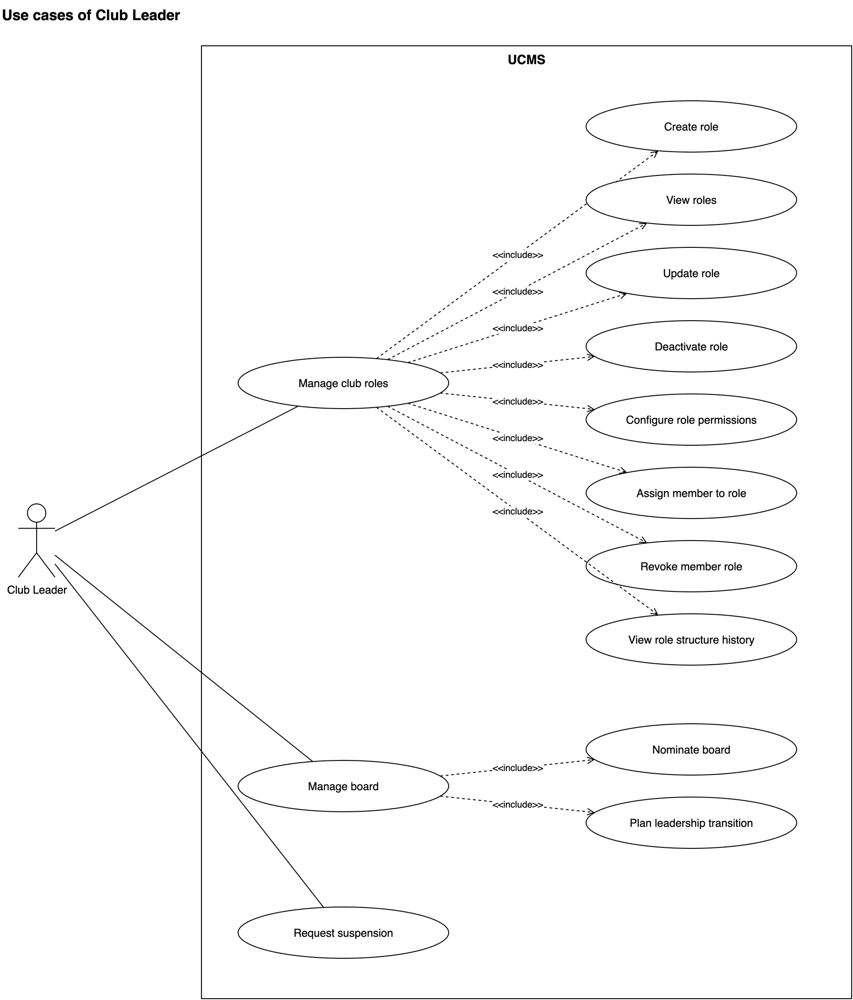 Use cases of Club Leader
UCMS
Create role
View roles
<<include>>
Update role
<<include>>
<<include>>
Deactivate role
<<include>>
Manage club roles
<<include>>
Configure role permissions
<<include>>
<<include>>
Assign member to role
<<include>>
Revoke member role
Club Leader
View role structure history
Nominate board
<<include>>
Manage board
<<include>>
Plan leadership transition
Request suspension